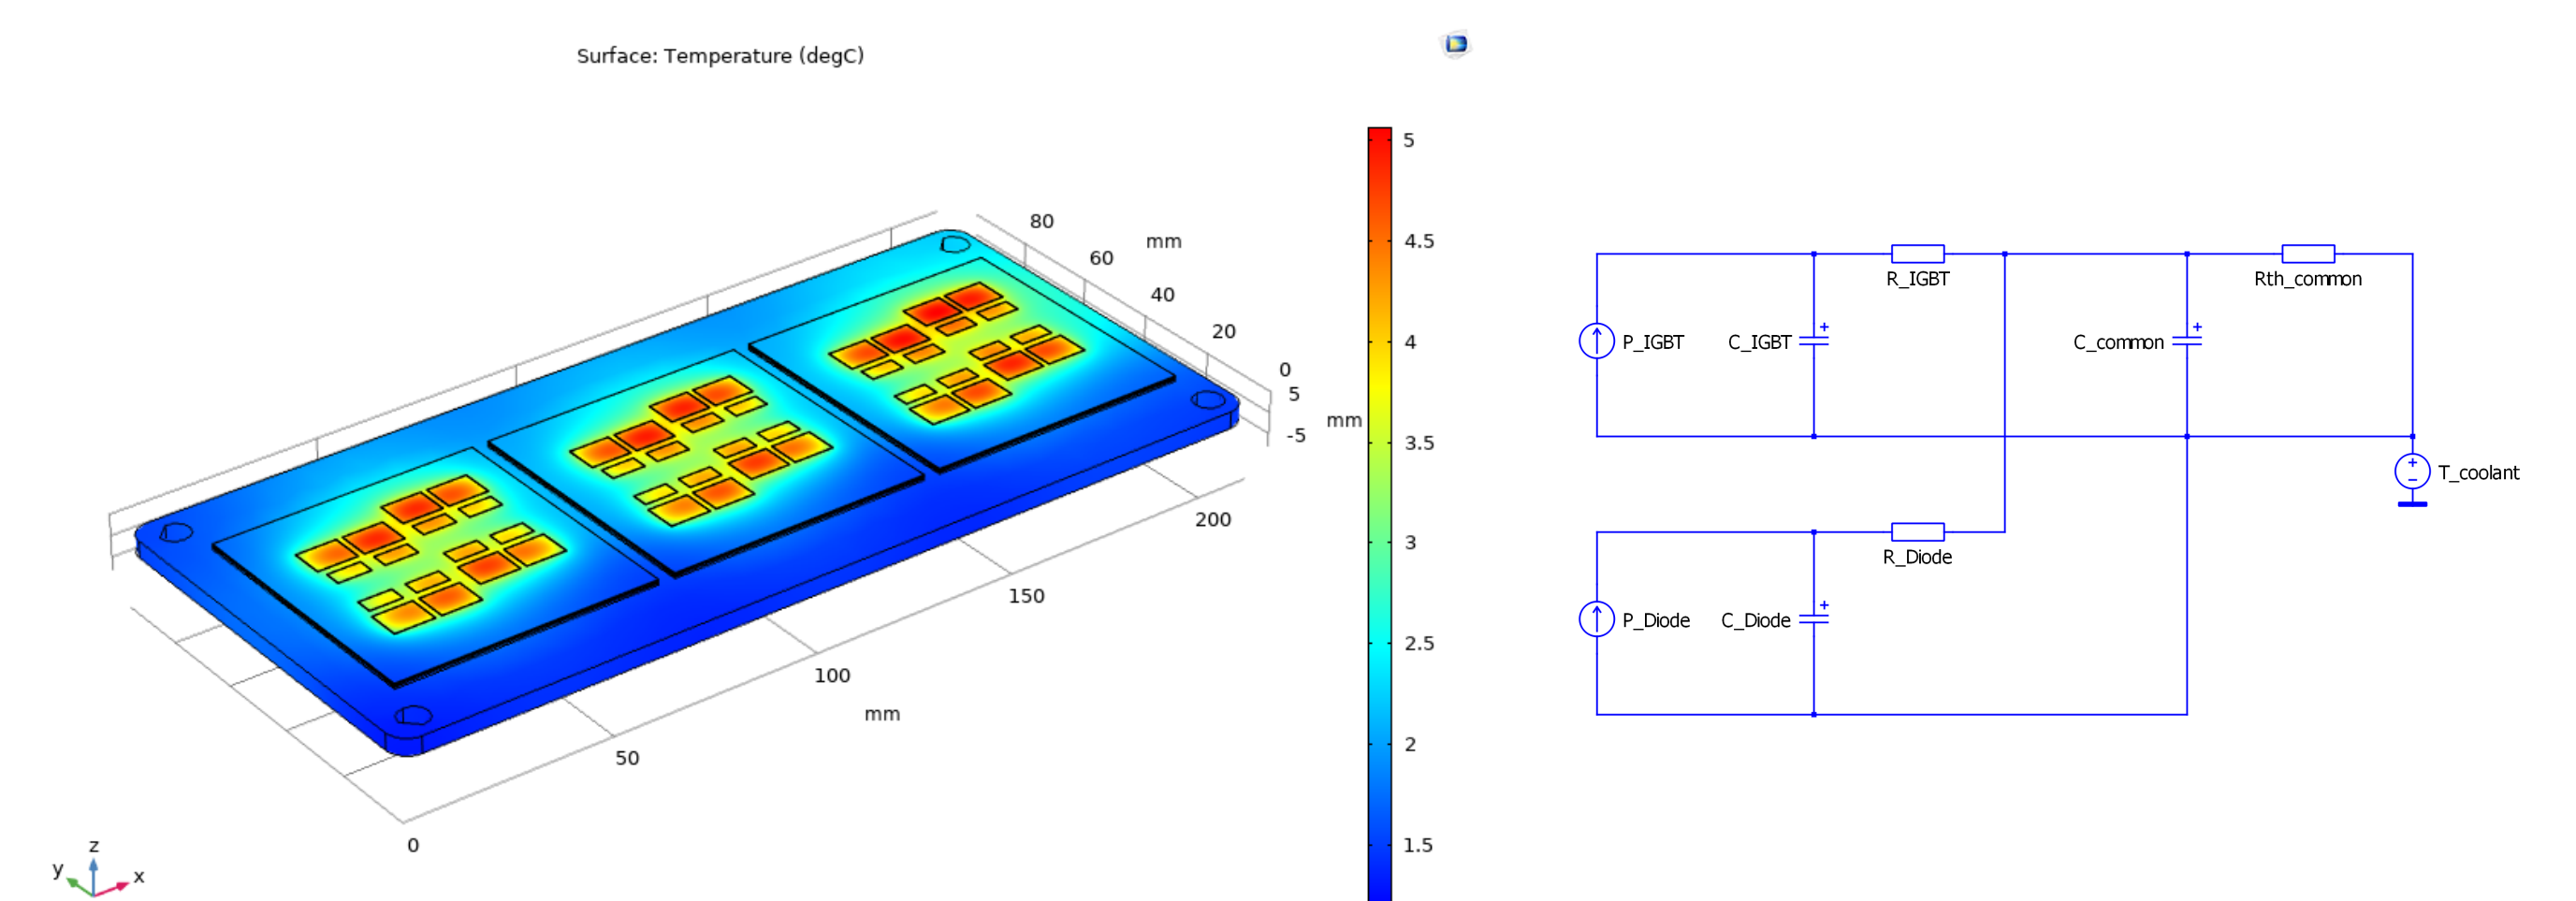 Surface: Temperature (degC)
80
mm
60
40
20
0
5
mm
-5
200
150
100
mm
50
0
z
y
x
5
4.5
4
3.5
3
2.5
2
1.5
R_IGBT
Rth_common
+
+
P_IGBT
C_IGBT
C_common
+
T_coolant
−
R_Diode
+
P_Diode
C_Diode